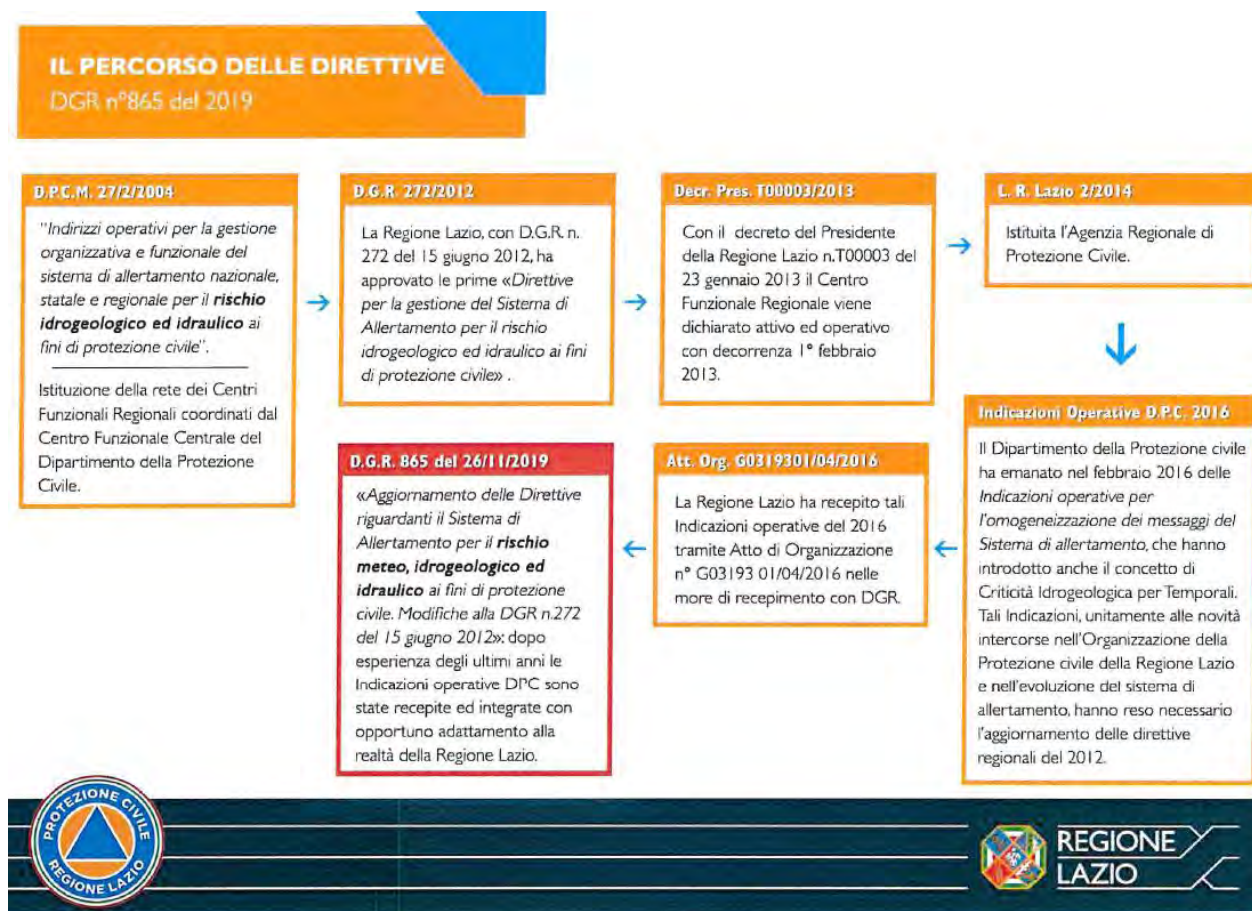 IL PERCORSO DELLE DIRETTIVE
DGR n°865 del 2019
D.P.C.M. 27/2/2004
"Indirizzi operativi per la gestione
organizzativa e funzionale del
sistema di allertamento nazionale,
statale e regionale per il rischio
idrogeologico ed idraulico ai
fini di protezione civile".
Istituzione della rete dei Centri
Funzionali Regionali coordinati dal
Centro Funzionale Centrale del
Dipartimento della Protezione
Civile.
D.G.R. 272/2012
La Regione Lazio, con D.G.R. n.
272 del 15 giugno 2012, ha
approvato le prime «Direttive
per la gestione del Sistema di
Allertamento per il rischio
idrogeologico ed idraulico ai fini
di protezione civile» .
Decr. Pres. T00003/2013
Con il decreto del Presidente
della Regione Lazio n.T00003 del
23 gennaio 2013 il Centro
Funzionale Regionale viene
dichiarato attivo ed operativo
con decorrenza 1° febbraio
2013.
L. R. Lazio 2/2014
Istituita l'Agenzia Regionale di
Protezione Civile.
Indicazioni Operative D.P.C. 2016
Il Dipartimento della Protezione civile
ha emanato nel febbraio 2016 delle
Indicazioni operative per
l'omogeneizzazione dei messaggi del
Sistema di allertamento, che hanno
introdotto anche il concetto di
Criticità Idrogeologica per Temporali.
Tali Indicazioni, unitamente alle novità
intercorse nell'Organizzazione della
Protezione civile della Regione Lazio
e nell'evoluzione del sistema di
allertamento, hanno reso necessario
l'aggiornamento delle direttive
regionali del 2012.
Att. Org. G0319301/04/2016
La Regione Lazio ha recepito tali
Indicazioni operative del 2016
tramite Atto di Organizzazione
n° G03193 01/04/2016 nelle
more di recepimento con DGR.
D.G.R. 865 del 26/11/2019
«Aggiornamento delle Direttive
riguardanti il Sistema di
Allertamento per il rischio
meteo, idrogeologico ed
idraulico ai fini di protezione
civile. Modifiche alla DGR n.272
del 15 giugno 2012»: dopo
esperienza degli ultimi anni le
Indicazioni operative DPC sono
state recepite ed integrate con
opportuno adattamento alla
realtà della Regione Lazio.
PROTEZIONE CIVILE
REGIONE LAZIO
REGIONE
LAZIO